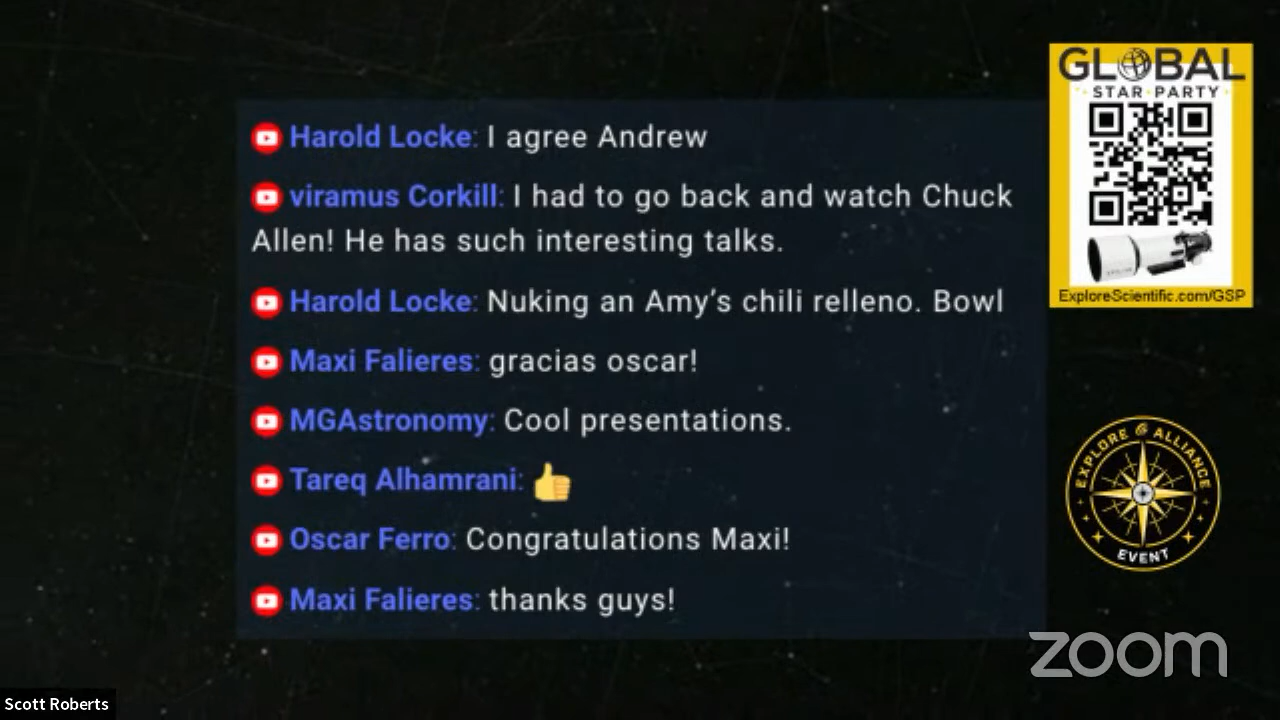 GLOBAL
STAR PARTY
Harold Locke: I agree Andrew
viramus Corkill: I had to go back and watch Chuck
Allen! He has such interesting talks.
Harold Locke: Nuking an Amy’s chili relleno. Bowl
ExploreScientific.com/GSP
Maxi Falieres: gracias oscar!
MGAstronomy: Cool presentations.
Tareq Alhamrani: 👍
Oscar Ferro: Congratulations Maxi!
Maxi Falieres: thanks guys!
EXPLORE ALLIANCE
EVENT
zoom
Scott Roberts